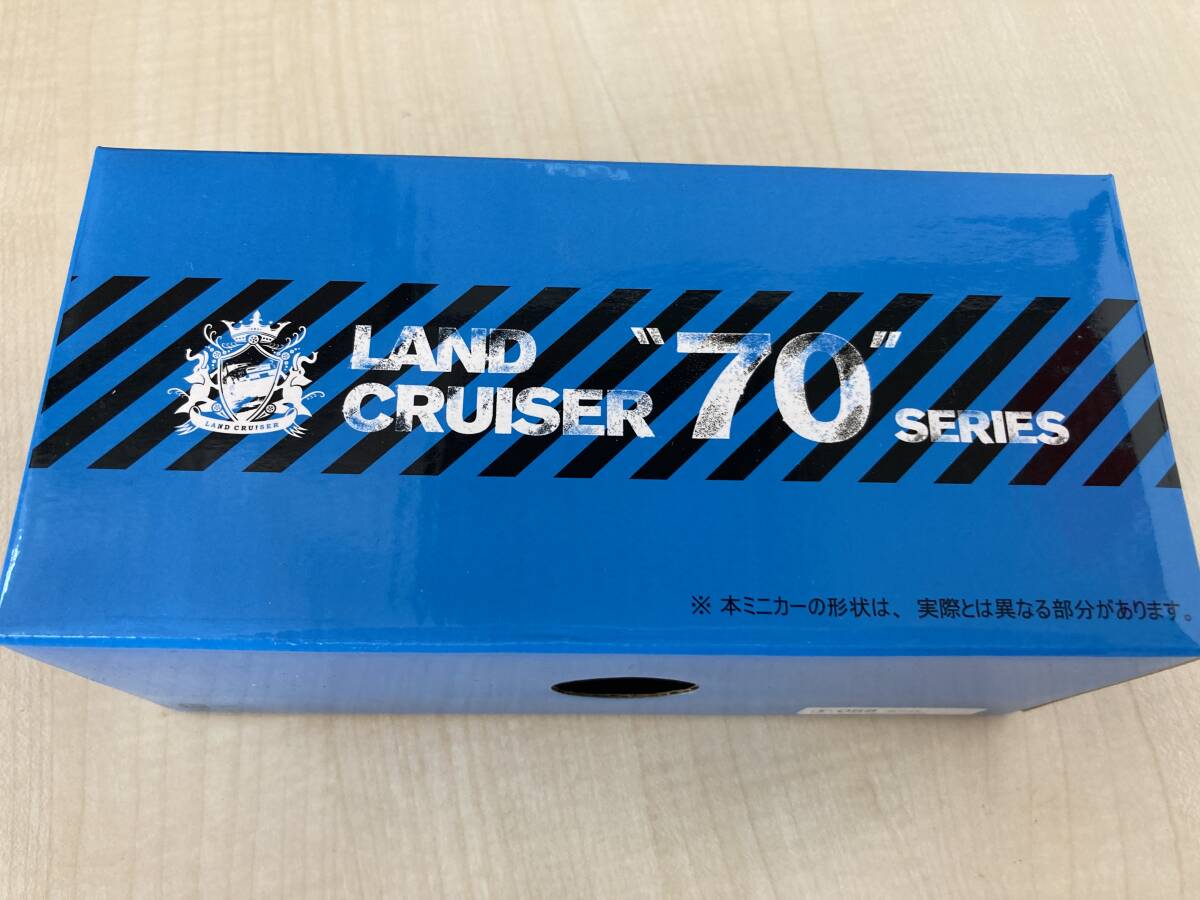 LAND CRUISER
LAND
CRUISER
"70"
SERIES
※ 本ミニカーの形状は、実際とは異なる部分があります。